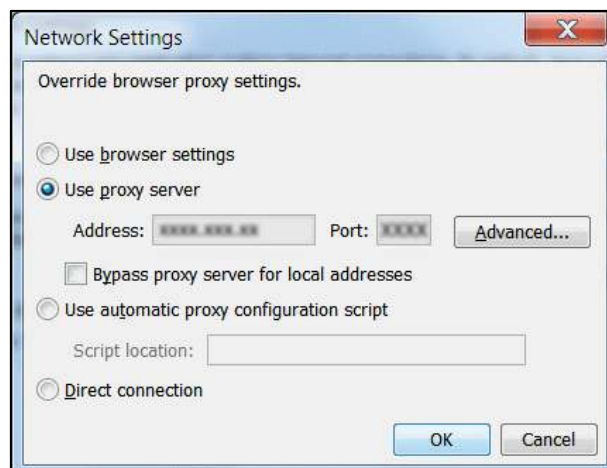 Network Settings
Override browser proxy settings.
Use browser settings
Use proxy server
Address: Port: Advanced...
Bypass proxy server for local addresses
Use automatic proxy configuration script
Script location:
Direct connection
OK Cancel